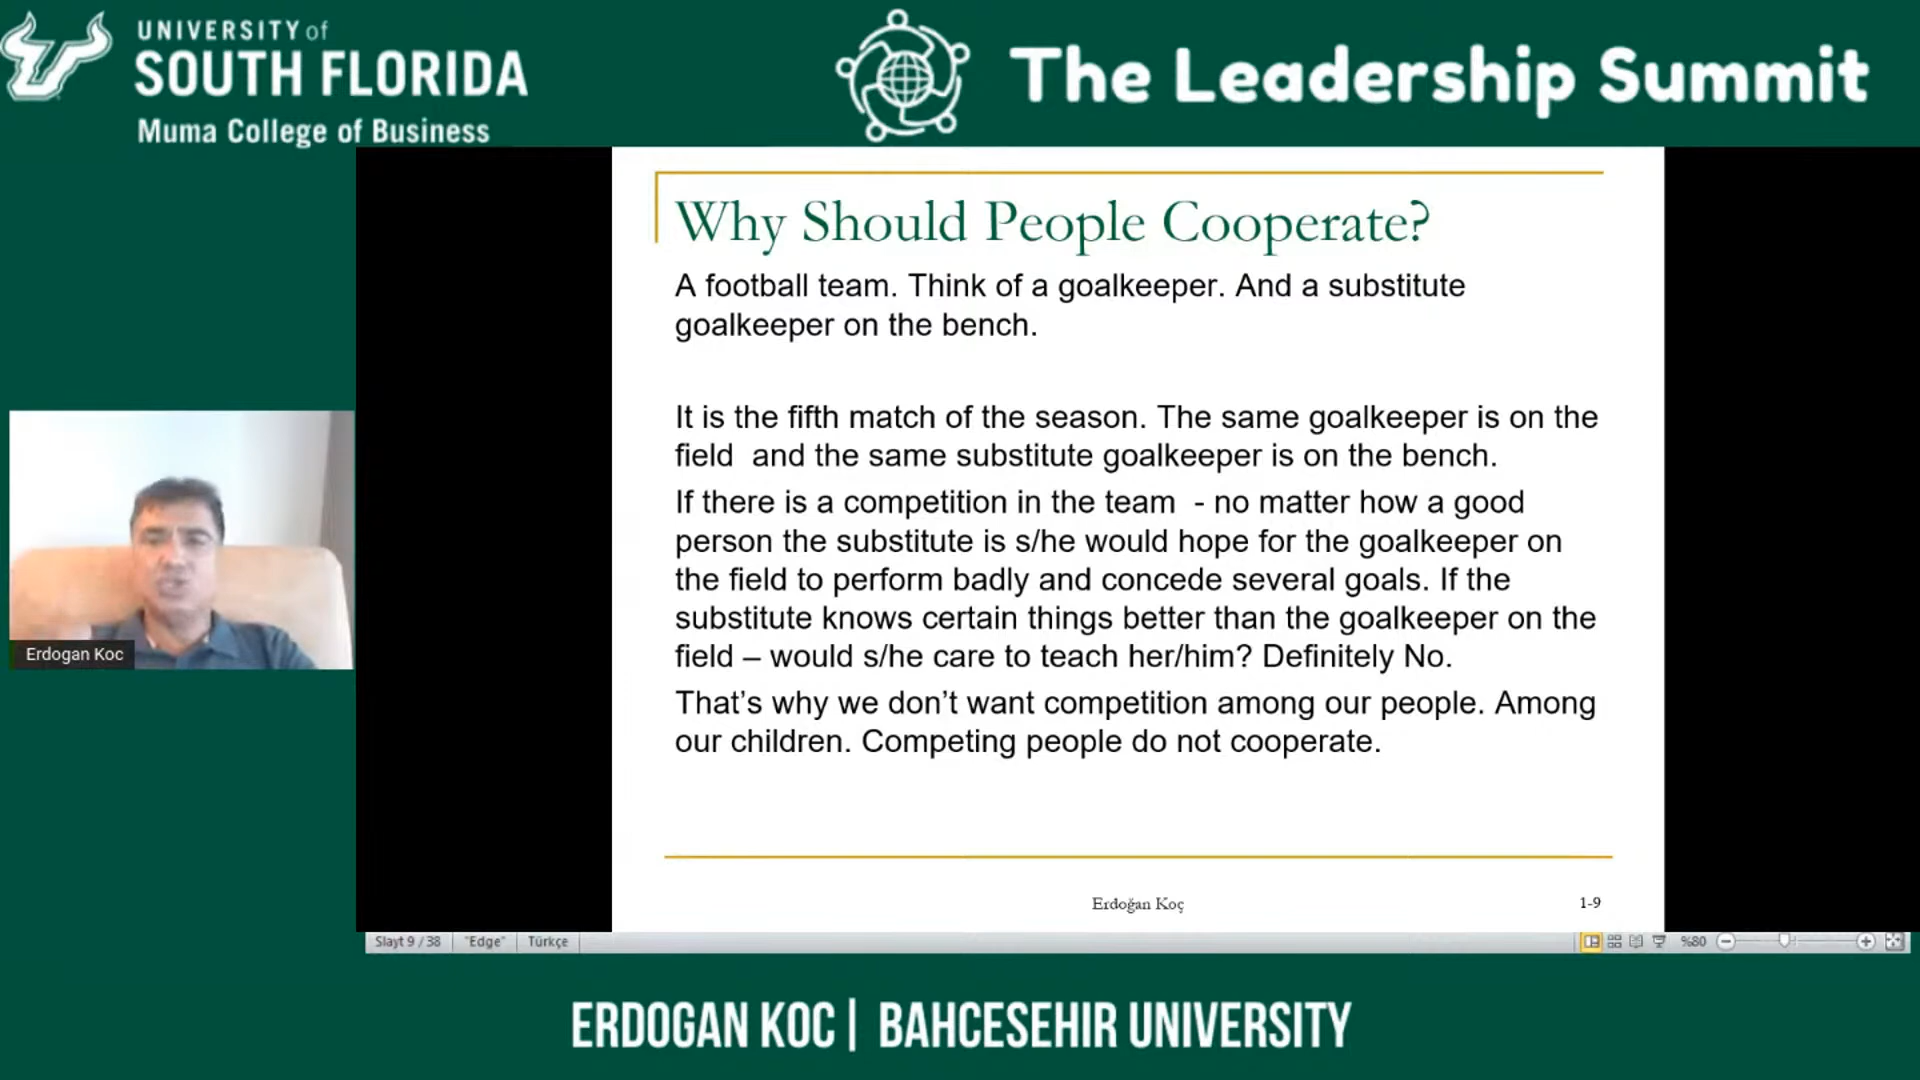 UNIVERSITY of
SOUTH FLORIDA
Muma College of Business
The Leadership Summit
Why Should People Cooperate?
A football team. Think of a goalkeeper. And a substitute
goalkeeper on the bench.
It is the fifth match of the season. The same goalkeeper is on the
field  and the same substitute goalkeeper is on the bench.
If there is a competition in the team  - no matter how a good
person the substitute is s/he would hope for the goalkeeper on
the field to perform badly and concede several goals. If the
substitute knows certain things better than the goalkeeper on the
field – would s/he care to teach her/him? Definitely No.
That’s why we don’t want competition among our people. Among
our children. Competing people do not cooperate.
Erdoğan Koç
1-9
Erdogan Koc
Slayt 9 / 38
"Edge"
Türkçe
%80
ERDOGAN KOC | BAHCESEHIR UNIVERSITY